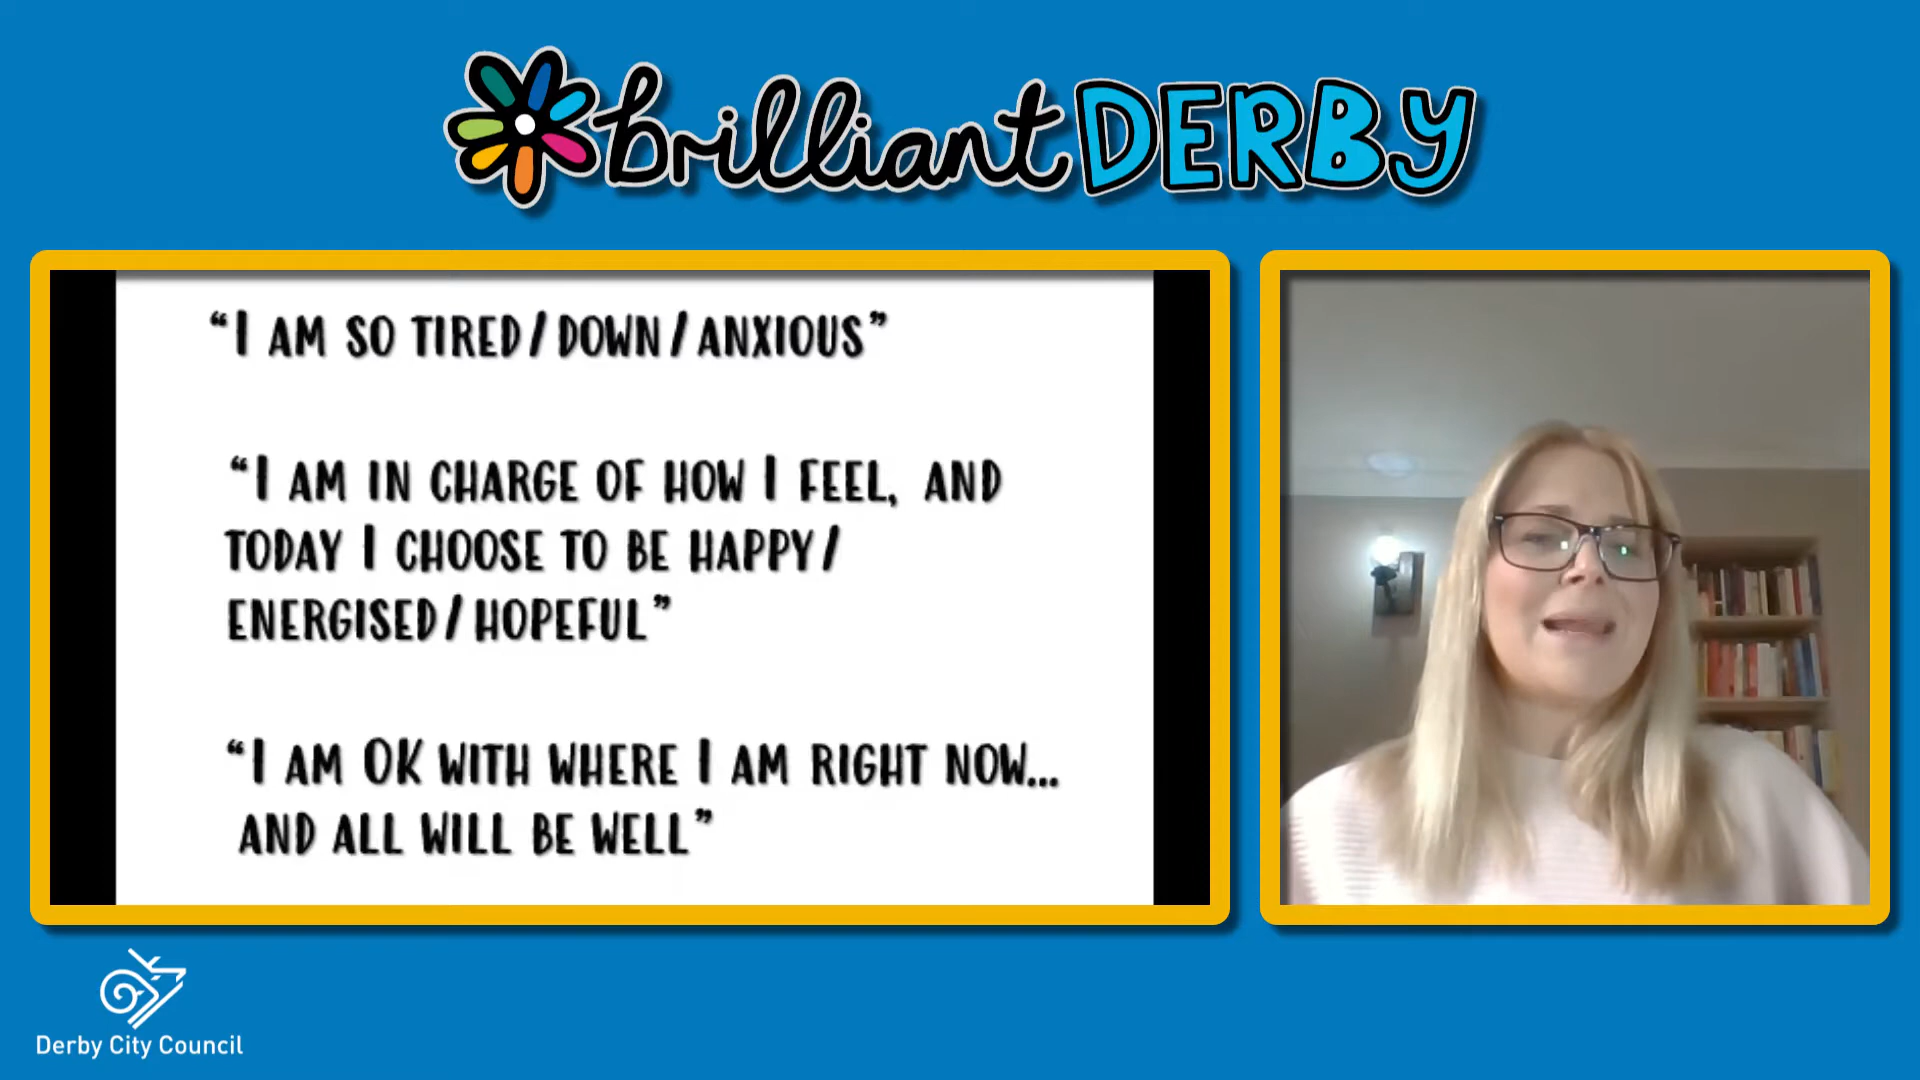 brilliant DERBY
“I AM SO TIRED/DOWN/ANXIOUS”
“I AM IN CHARGE OF HOW I FEEL, AND
TODAY I CHOOSE TO BE HAPPY/
ENERGISED/HOPEFUL”
“I AM OK WITH WHERE I AM RIGHT NOW...
AND ALL WILL BE WELL”
Derby City Council